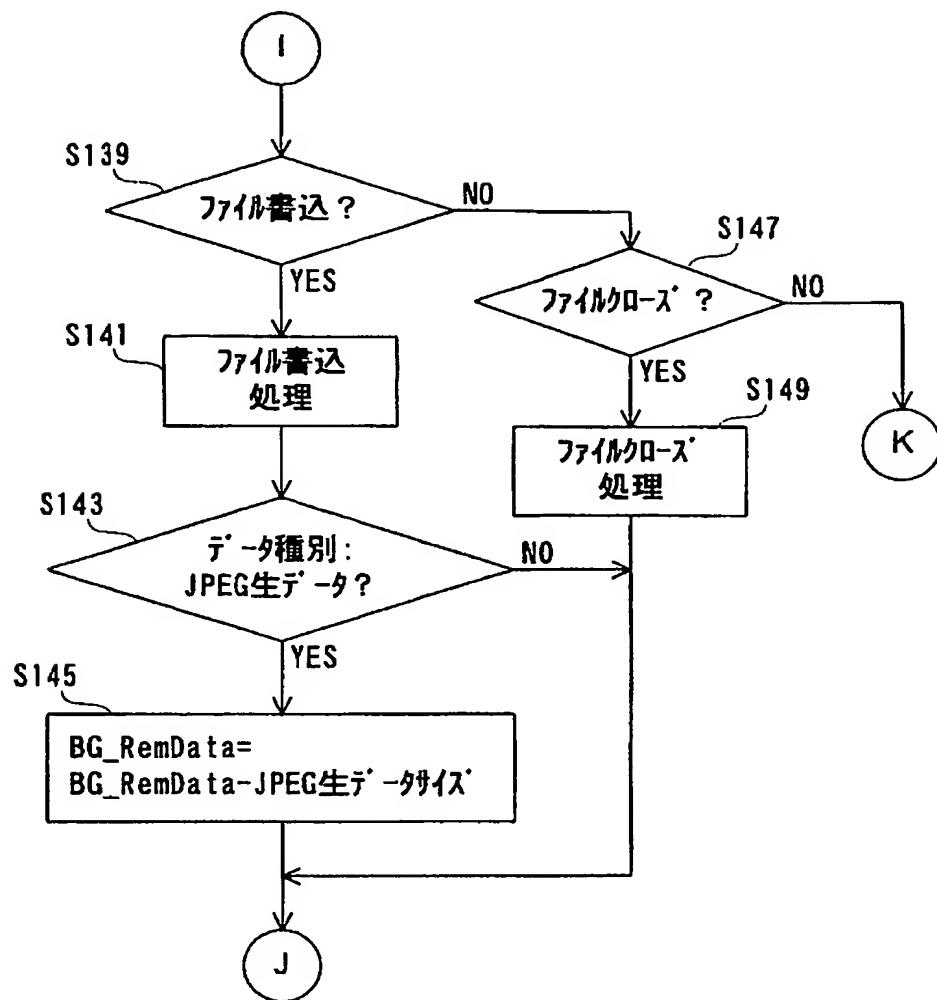 I
S139
ファイル書込？
NO
YES
S147
ファイルクローズ？
NO
YES
S141
ファイル書込
処理
S149
ファイルクローズ
処理
K
S143
データ種別：
JPEG生データ？
NO
YES
S145
BG_RemData=
BG_RemData-JPEG生データサイズ
J